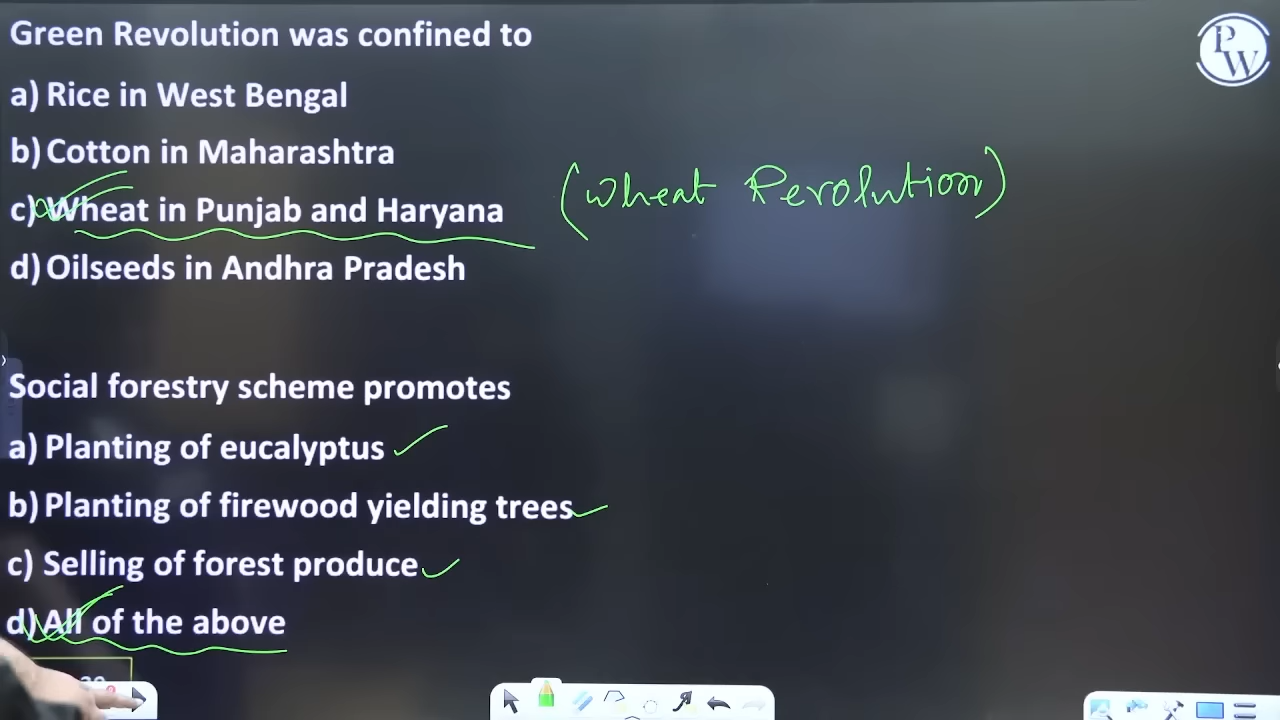 Green Revolution was confined to
PW
a) Rice in West Bengal
b) Cotton in Maharashtra
c) Wheat in Punjab and Haryana (Wheat Revolution)
d) Oilseeds in Andhra Pradesh
Social forestry scheme promotes
a) Planting of eucalyptus
b) Planting of firewood yielding trees
c) Selling of forest produce
d) All of the above